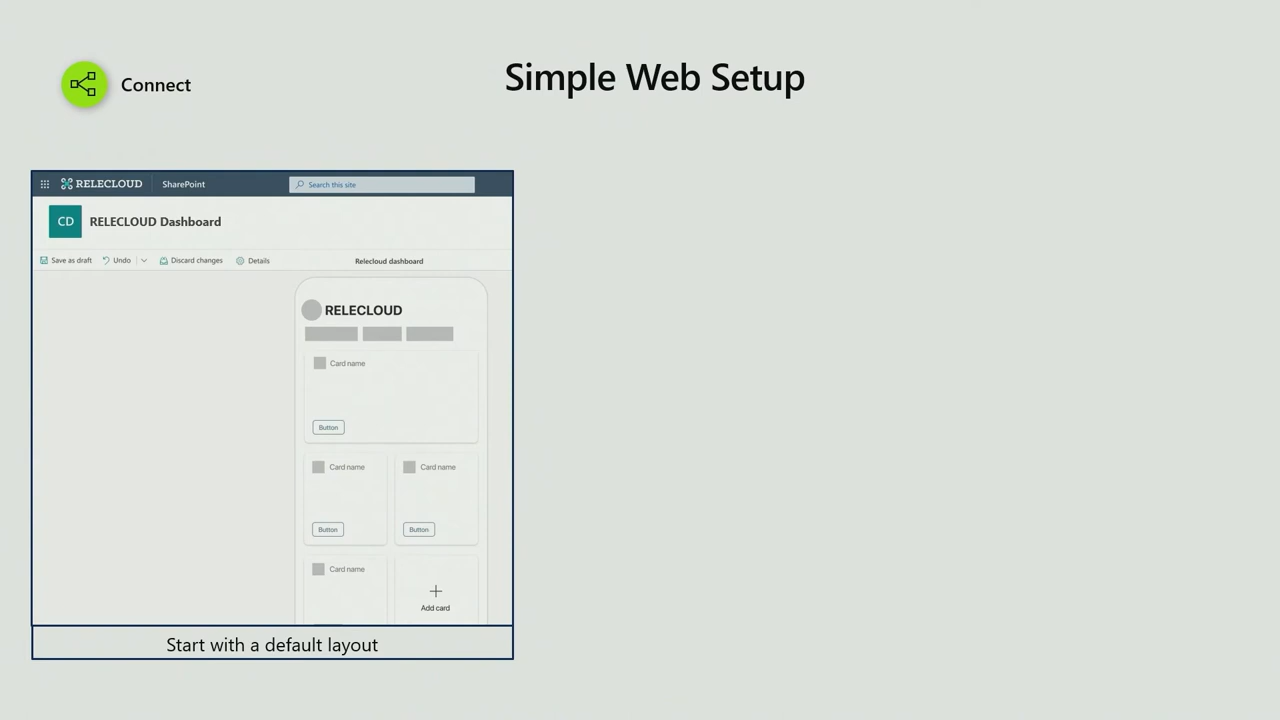 Connect
Simple Web Setup
RELECLOUD
SharePoint
Search this site
CD
RELECLOUD Dashboard
Save as draft
Undo
Discard changes
Details
Relecloud dashboard
RELECLOUD
Card name
Button
Card name
Card name
Button
Button
Card name
Add card
Start with a default layout